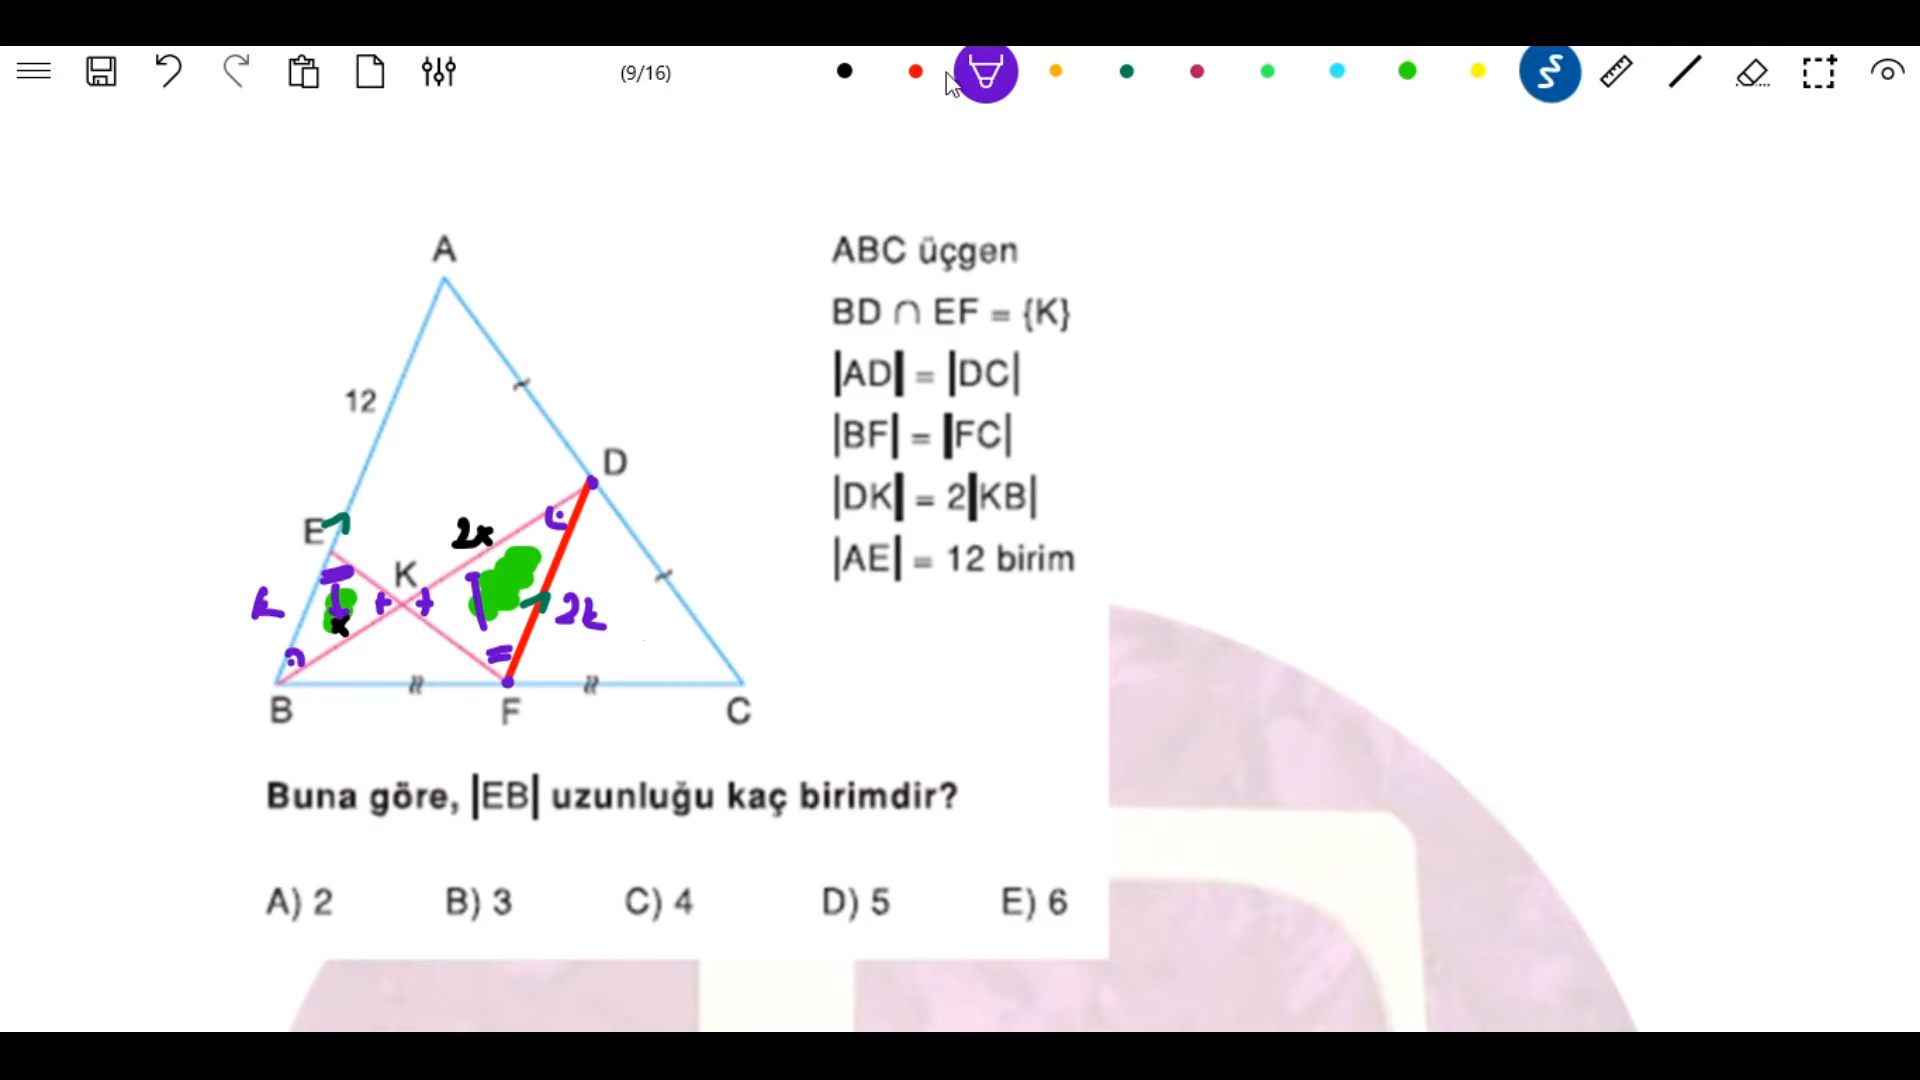 (9/16)
A
12
D
E
2x
K
k
x
2k
B
F
C
ABC üçgen
BD ∩ EF = {K}
|AD| = |DC|
|BF| = |FC|
|DK| = 2|KB|
|AE| = 12 birim
Buna göre, |EB| uzunluğu kaç birimdir?
A) 2 B) 3 C) 4 D) 5 E) 6